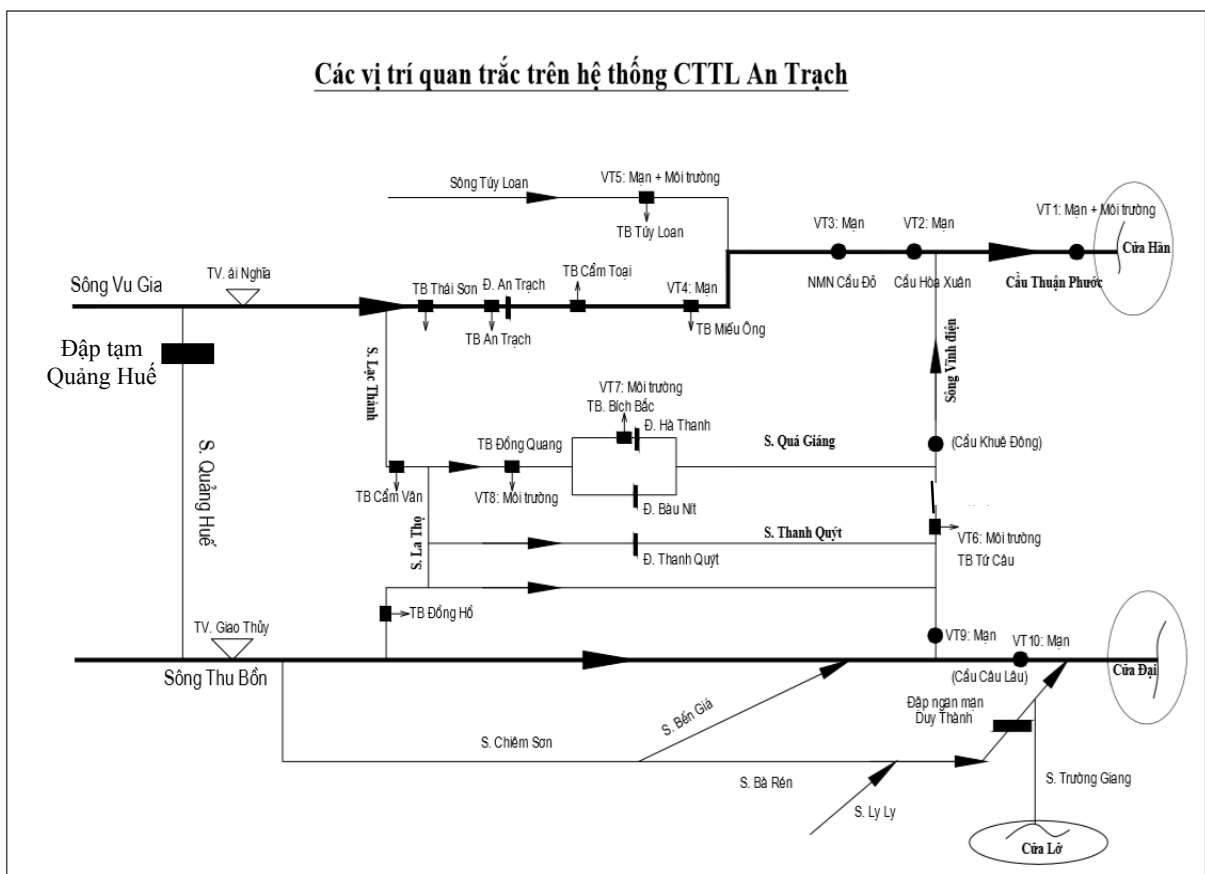 Các vị trí quan trắc trên hệ thống CTTL An Trạch
Sông Túy Loan
VT5: Mặn + Môi trường
TB Túy Loan
VT3: Mặn
VT2: Mặn
VT1: Mặn + Môi trường
Cửa Hàn
NMN Cầu Đỏ
Cầu Hòa Xuân
Cầu Thuận Phước
Sông Vu Gia
TV. ái Nghĩa
TB Thái Sơn
Đ. An Trạch
TB Cẩm Toại
VT4: Mặn
TB An Trạch
TB Miếu Ông
Đập tạm
Quảng Huế
S. Quảng Huế
S. Lạc Thành
Sông Vĩnh điện
VT7: Môi trường
TB. Bích Bắc
Đ. Hà Thanh
TB Đồng Quang
S. Quá Giáng
(Cầu Khuê Đông)
TB Cẩm Văn
VT8: Môi trường
Đ. Bàu Nít
S. La Thọ
S. Thanh Quýt
Đ. Thanh Quýt
VT6: Môi trường
TB Tứ Câu
TB Đồng Hồ
TV. Giao Thủy
VT9: Mặn
VT10: Mặn
Sông Thu Bồn
(Cầu Câu Lâu)
Cửa Đại
Đập ngăn mặn
Duy Thành
S. Bến Giá
S. Chiêm Sơn
S. Bà Rén
S. Ly Ly
S. Trường Giang
Cửa Lở